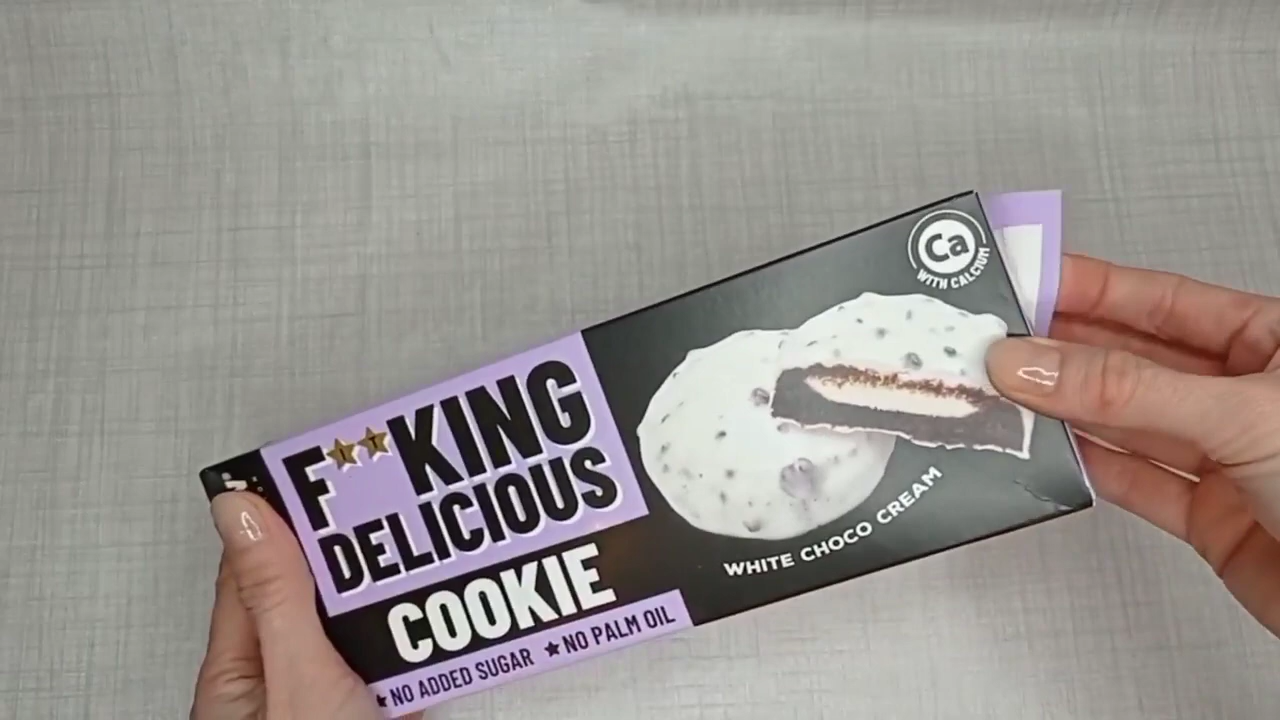 F**KING
DELICIOUS
COOKIE
★ NO ADDED SUGAR ★ NO PALM OIL
WHITE CHOCO CREAM
Ca
WITH CALCIUM